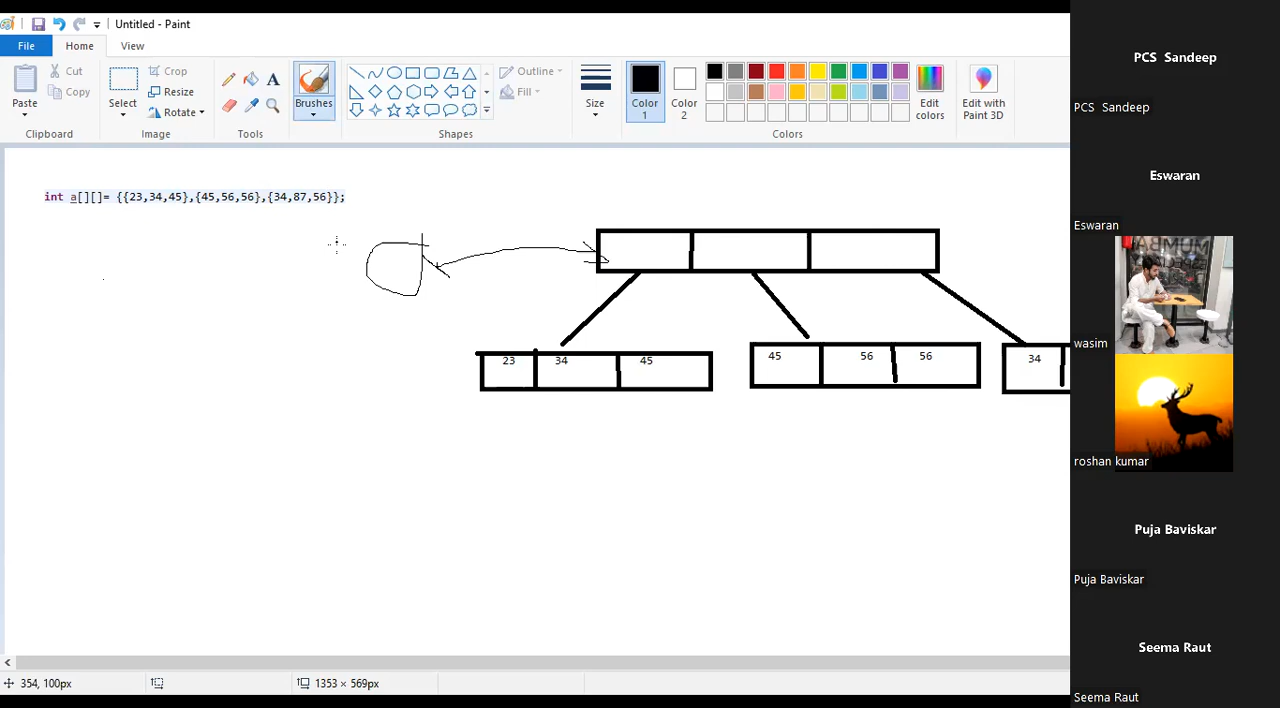 Untitled - Paint
File
Home
View
Paste
Cut
Copy
Clipboard
Select
Crop
Resize
Rotate
Image
Tools
Brushes
Shapes
Outline
Fill
Size
Color 1
Color 2
Edit colors
Edit with Paint 3D
Colors
int a[][]= {{23,34,45},{45,56,56},{34,87,56}};
23 34 45
45 56 56
34
354, 100px
1353 × 569px
PCS Sandeep
PCS Sandeep
Eswaran
Eswaran
MUMBAI
wasim
roshan kumar
Puja Baviskar
Puja Baviskar
Seema Raut
Seema Raut